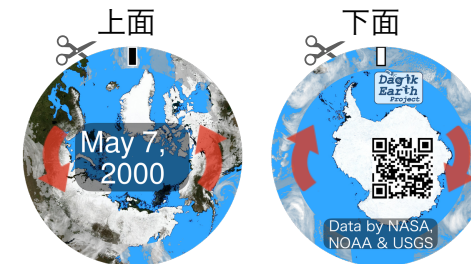 上面
下面
May 7,
2000
Dagik
Earth
Project
Data by NASA,
NOAA & USGS